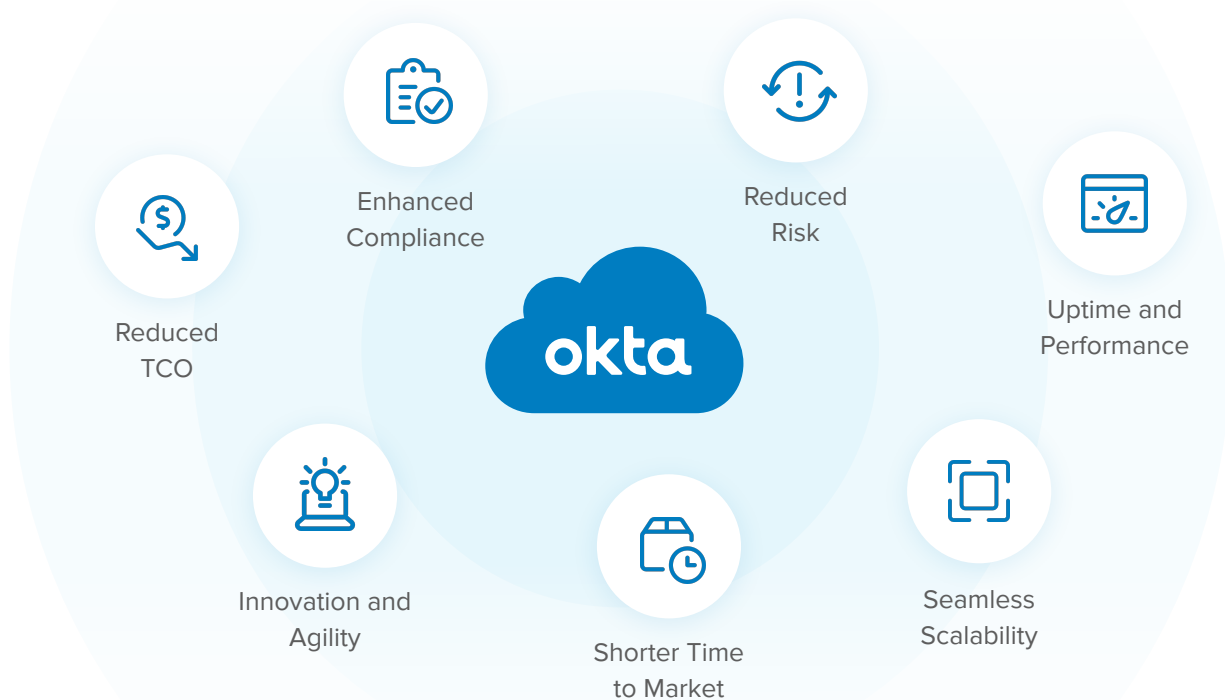 Enhanced
Compliance
Reduced
Risk
$
Reduced
TCO
Uptime and
Performance
okta
Innovation and
Agility
Shorter Time
to Market
Seamless
Scalability